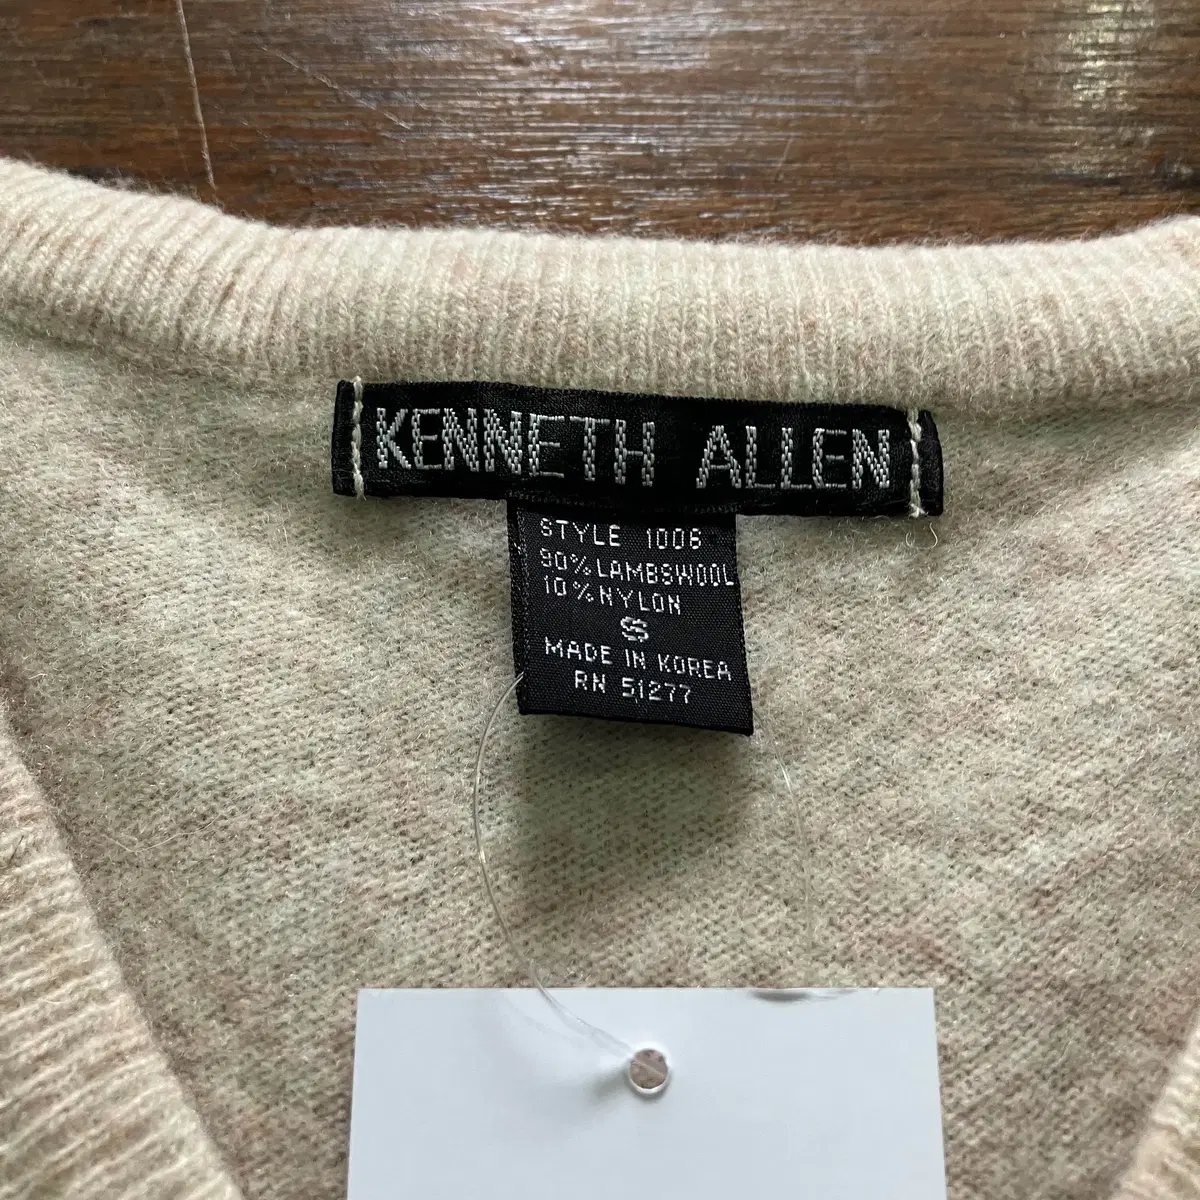 KENNETH ALLEN
STYLE 1006
90% LAMBSWOOL
10% NYLON
S
MADE IN KOREA
RN 51277